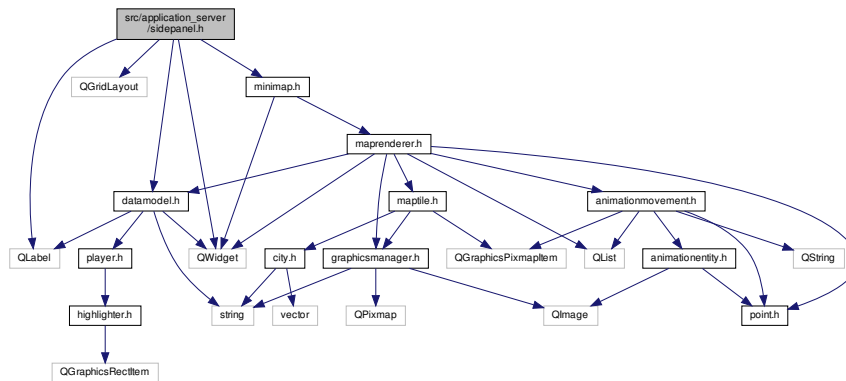 src/application_server
/sidepanel.h
QGridLayout
minimap.h
maprenderer.h
datamodel.h
maptile.h
animationmovement.h
QLabel
player.h
QWidget
city.h
graphicsmanager.h
QGraphicsPixmapItem
QList
animationentity.h
QString
highlighter.h
string
vector
QPixmap
QImage
point.h
QGraphicsRectItem